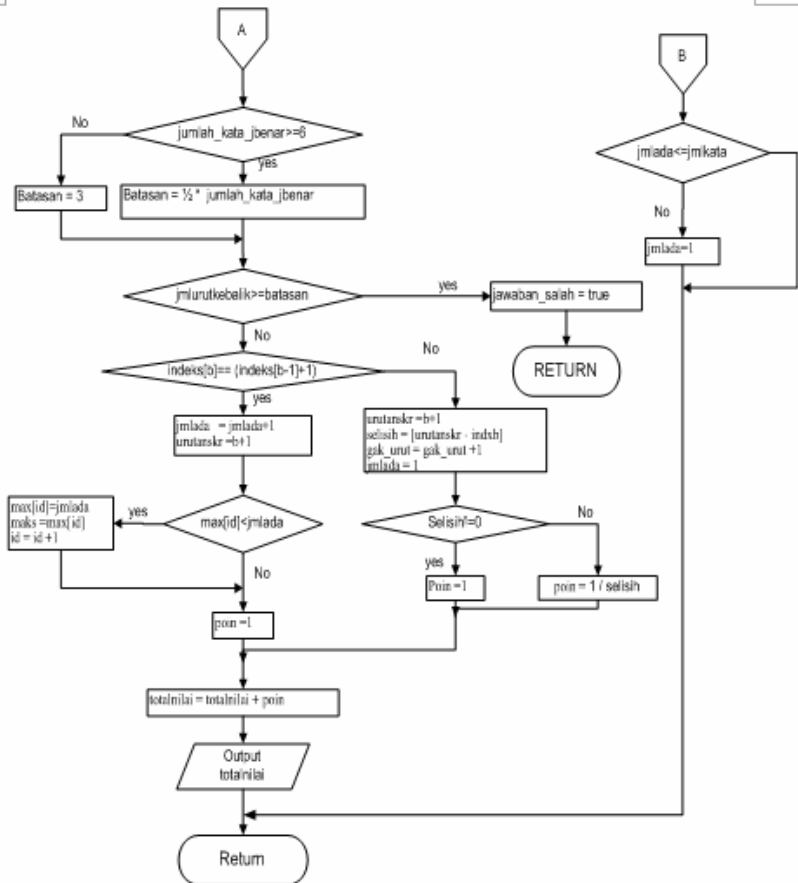 A
jumlah_kata_jbenar>=6
No
yes
Batasan = 3
Batasan = ½ * jumlah_kata_jbenar
jmlurutkebalik>=batasan
yes
jawaban_salah = true
RETURN
No
indeks[b]== (indeks[b-1]+1)
No
yes
jmlada = jmlada+1
urutanskr =b+1
urutanskr =b+1
selisih = [urutanskr - indxb]
gak_urut = gak_urut +1
jmlada = 1
max[id]<jmlada
yes
max[id]=jmlada
maks =max[id]
id = id +1
No
No
yes
Poin =1
poin = 1 / selisih
poin =1
totalnilai = totalnilai + poin
Output
totalnilai
Return
B
jmlada<=jmlkata
No
jmlada=1